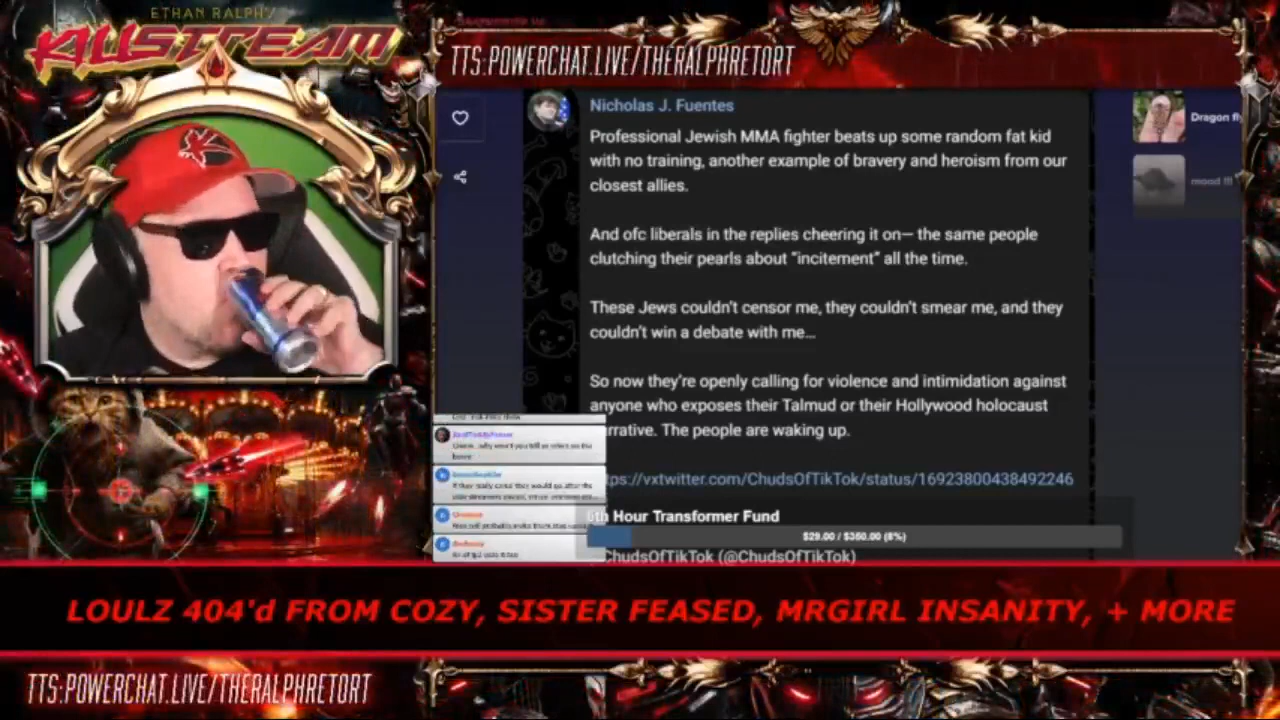 ETHAN RALPH'S
KILLSTREAM
TTS:POWERCHAT.LIVE/THERALPHRETORT
Nicholas J. Fuentes
Professional Jewish MMA fighter beats up some random fat kid
with no training, another example of bravery and heroism from our
closest allies.
And ofc liberals in the replies cheering it on— the same people
clutching their pearls about "incitement" all the time.
These Jews couldn't censor me, they couldn't smear me, and they
couldn't win a debate with me...
So now they're openly calling for violence and intimidation against
anyone who exposes their Talmud or their Hollywood holocaust
rrative. The people are waking up.
tps://vxtwitter.com/ChudsOfTikTok/status/16923800438492246
Dragon fl
mood !!!
6th Hour Transformer Fund
$29.00 / $350.00 (8%)
ChudsOfTikTok (@ChudsOfTikTok)
LOULZ 404'd FROM COZY, SISTER FEASED, MRGIRL INSANITY, + MORE
TTS:POWERCHAT.LIVE/THERALPHRETORT